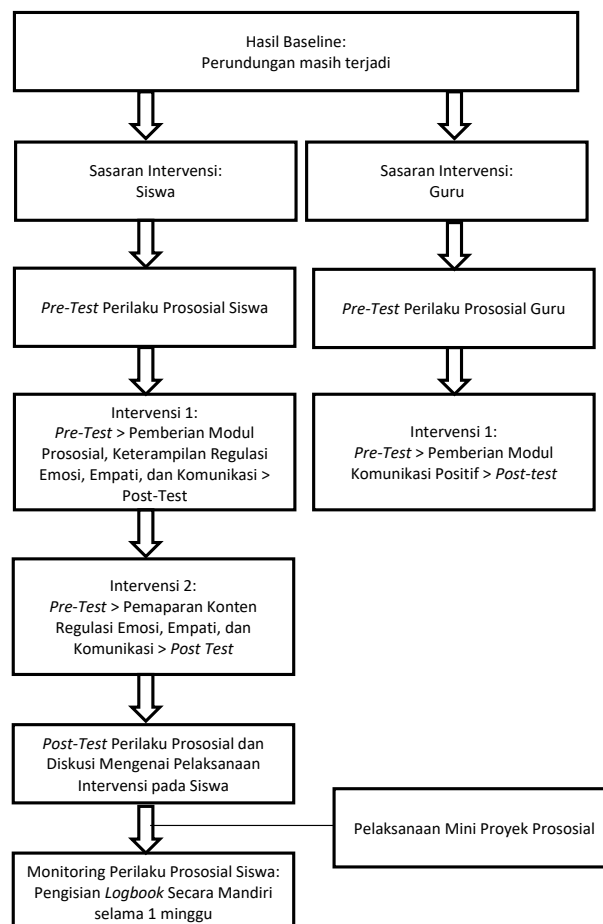 Hasil Baseline:
Perundungan masih terjadi
Sasaran Intervensi:
Siswa
Sasaran Intervensi:
Guru
Pre-Test Perilaku Prososial Siswa
Pre-Test Perilaku Prososial Guru
Intervensi 1:
Pre-Test > Pemberian Modul
Prososial, Keterampilan Regulasi
Emosi, Empati, dan Komunikasi >
Post-Test
Intervensi 1:
Pre-Test > Pemberian Modul
Komunikasi Positif > Post-test
Intervensi 2:
Pre-Test > Pemaparan Konten
Regulasi Emosi, Empati, dan
Komunikasi > Post Test
Post-Test Perilaku Prososial dan
Diskusi Mengenai Pelaksanaan
Intervensi pada Siswa
Pelaksanaan Mini Proyek Prososial
Monitoring Perilaku Prososial Siswa:
Pengisian Logbook Secara Mandiri
selama 1 minggu